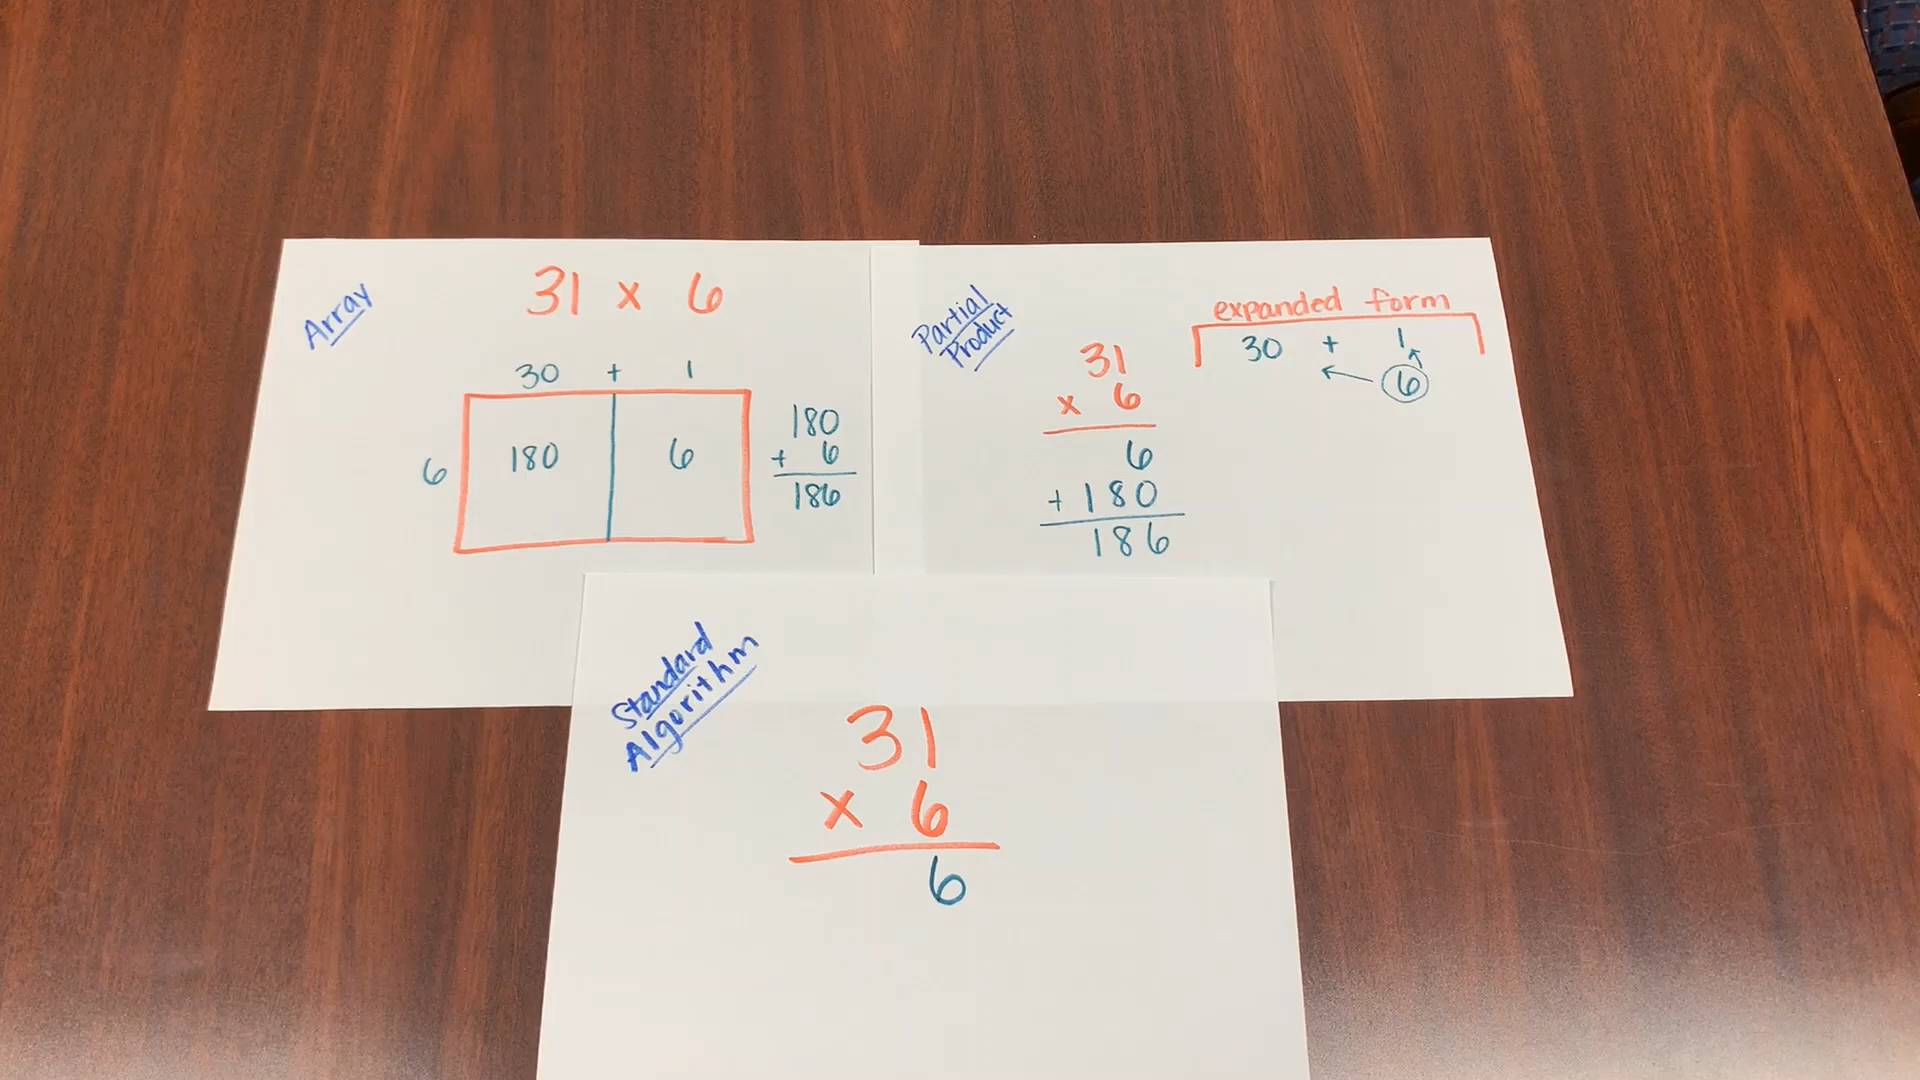 Array
31 x 6
30 + 1
6
180
6
180
+ 6
186
Partial
Product
31
x 6
6
+ 180
186
expanded form
30 + 1
6
Standard
Algorithm
31
x 6
6